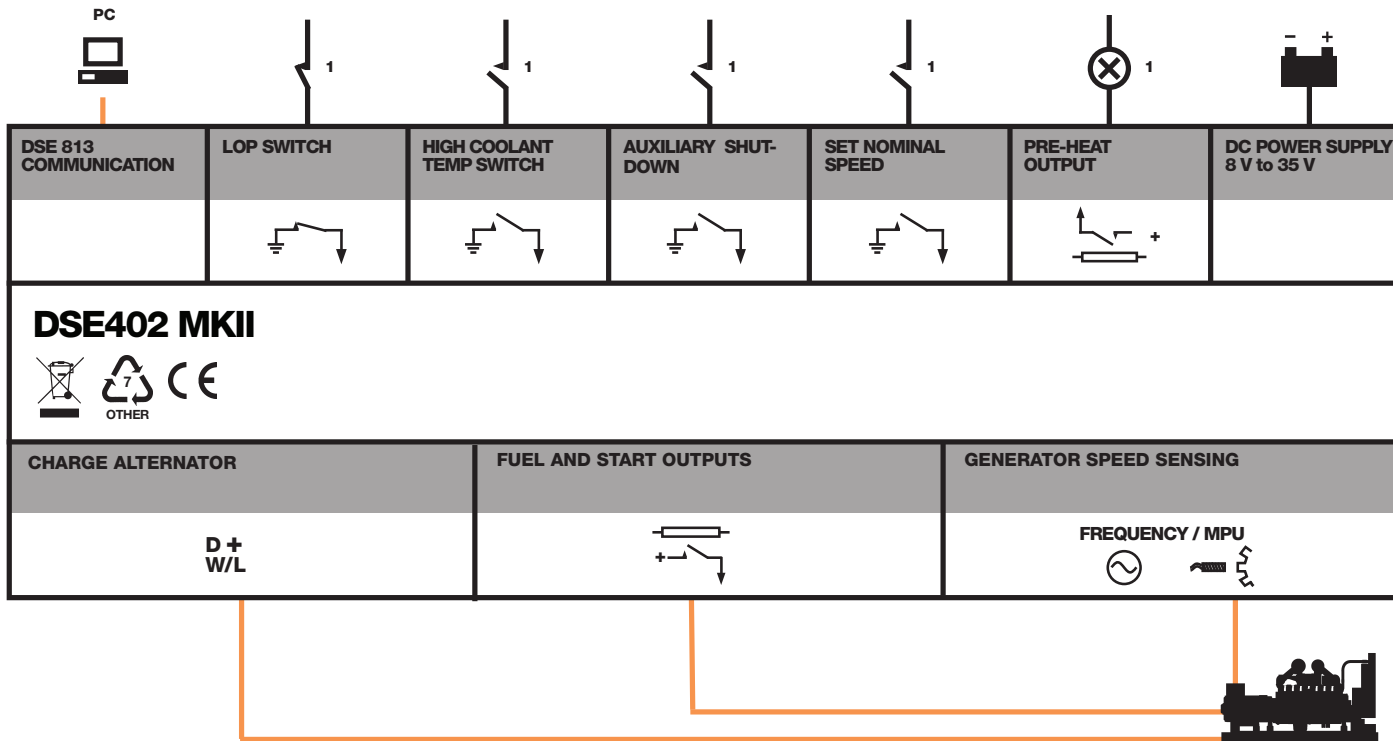 PC
1
1
1
1
1
- +
DSE 813
COMMUNICATION
LOP SWITCH
HIGH COOLANT
TEMP SWITCH
AUXILIARY SHUT-
DOWN
SET NOMINAL
SPEED
PRE-HEAT
OUTPUT
DC POWER SUPPLY
8 V to 35 V
+
DSE402 MKII
7
OTHER
CE
CHARGE ALTERNATOR
FUEL AND START OUTPUTS
GENERATOR SPEED SENSING
D +
W/L
+
FREQUENCY / MPU